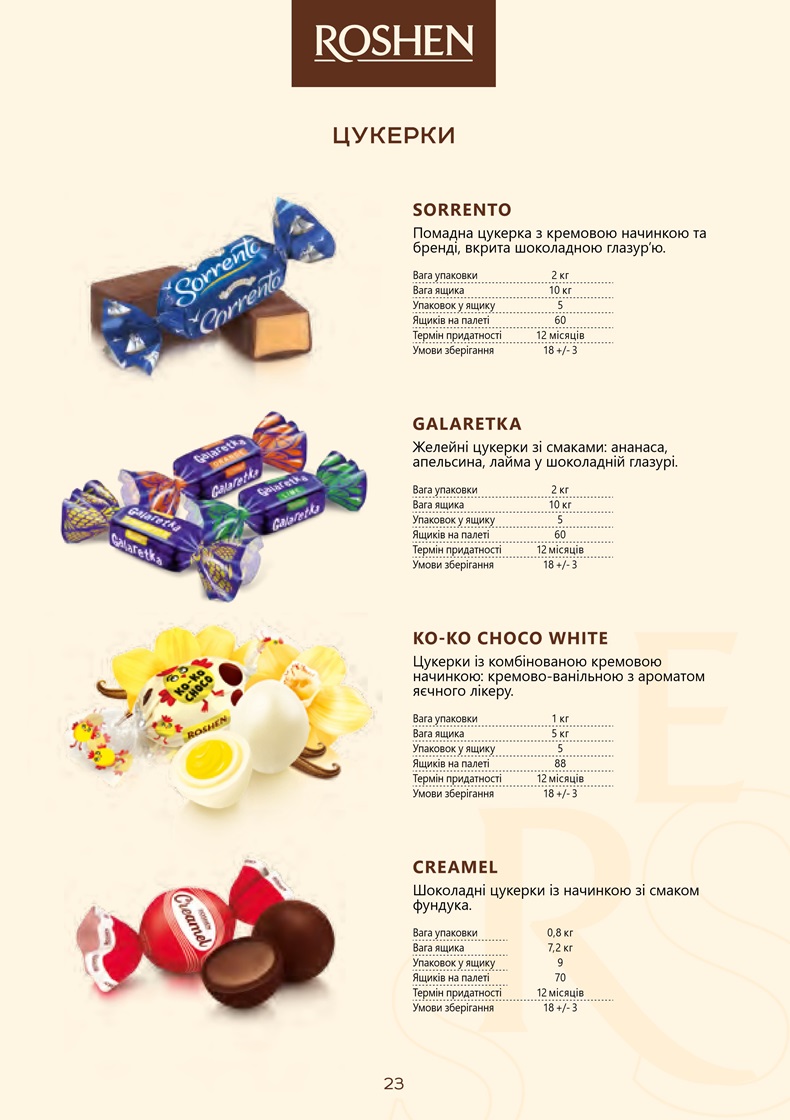 ROSHEN
ЦУКЕРКИ
SORRENTO
Помадна цукерка з кремовою начинкою та
бренді, вкрита шоколадною глазур’ю.
Вага упаковки 2 кг
Вага ящика 10 кг
Упаковок у ящику 5
Ящиків на палеті 60
Термін придатності 12 місяців
Умови зберігання 18 +/- 3
Sorrento
Sorrento
GALARETKA
Желейні цукерки зі смаками: ананаса,
апельсина, лайма у шоколадній глазурі.
Вага упаковки 2 кг
Вага ящика 10 кг
Упаковок у ящику 5
Ящиків на палеті 60
Термін придатності 12 місяців
Умови зберігання 18 +/- 3
Galaretka
ORANGE
Galaretka
Galaretka
LIME
Galaretka
Galaretka
Galaretka
KO-KO CHOCO WHITE
Цукерки із комбінованою кремовою
начинкою: кремово-ванільною з ароматом
яєчного лікеру.
Вага упаковки 1 кг
Вага ящика 5 кг
Упаковок у ящику 5
Ящиків на палеті 88
Термін придатності 12 місяців
Умови зберігання 18 +/- 3
KO-KO
CHOCO
ROSHEN
CREAMEL
Шоколадні цукерки із начинкою зі смаком
фундука.
Вага упаковки 0,8 кг
Вага ящика 7,2 кг
Упаковок у ящику 9
Ящиків на палеті 70
Термін придатності 12 місяців
Умови зберігання 18 +/- 3
ROSHEN
Creamel
23